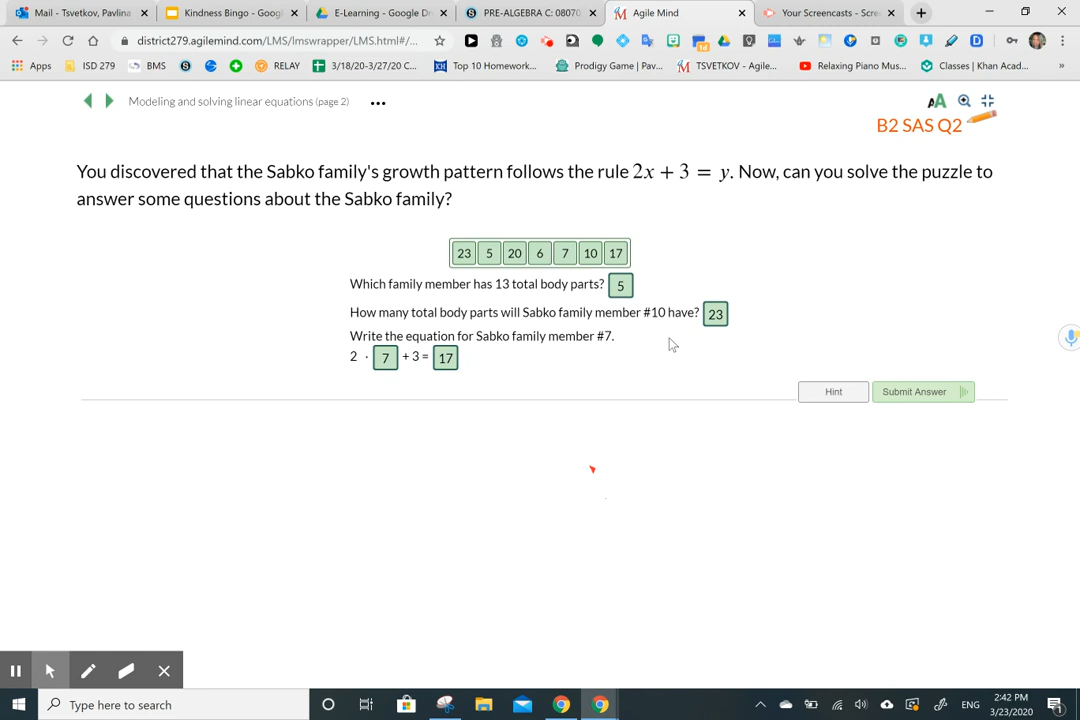 Mail - Tsvetkov, Pavlina
Kindness Bingo - Goog
E-Learning - Google Dr
PRE-ALGEBRA C: 0807
Agile Mind
Your Screencasts - Scre
district279.agilemind.com/LMS/lmswrapper/LMS.html#/...
Apps
ISD 279
BMS
RELAY
3/18/20-3/27/20 C...
Top 10 Homework...
Prodigy Game | Pav...
TSVETKOV - Agile...
Relaxing Piano Mus...
Classes | Khan Acad...
»
Modeling and solving linear equations (page 2)
•••
AA
B2 SAS Q2
You discovered that the Sabko family's growth pattern follows the rule 2x + 3 = y. Now, can you solve the puzzle to
answer some questions about the Sabko family?
23 5 20 6 7 10 17
Which family member has 13 total body parts? 5
How many total body parts will Sabko family member #10 have? 23
Write the equation for Sabko family member #7.
2 · 7 + 3 = 17
Hint
Submit Answer
Type here to search
ENG
2:42 PM
3/23/2020
1